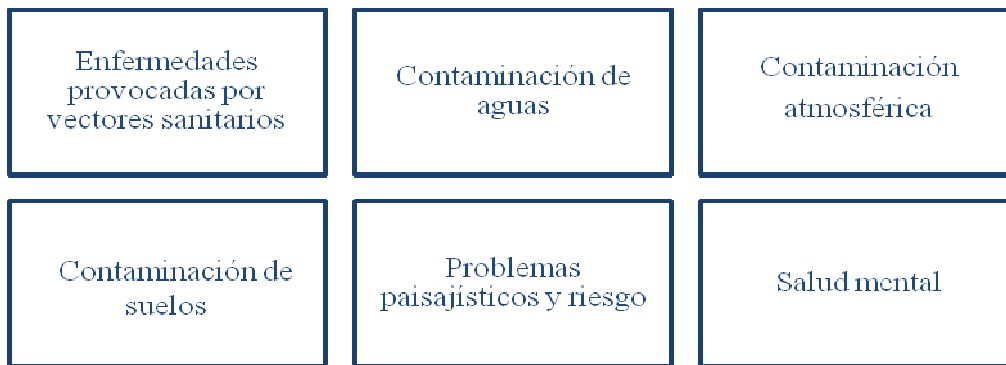 Enfermedades
provocadas por
vectores sanitarios
Contaminación de
aguas
Contaminación
atmosférica
Contaminación de
suelos
Problemas
paisajísticos y riesgo
Salud mental